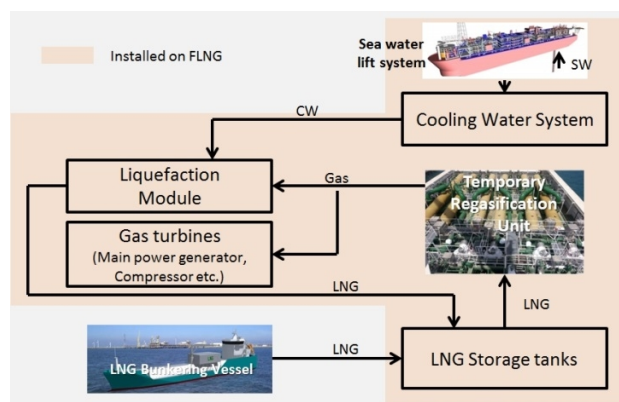 Installed on FLNG
Sea water
lift system
SW
Cooling Water System
CW
Liquefaction
Module
Gas
Temporary
Regasification
Unit
Gas turbines
(Main power generator,
Compressor etc.)
LNG
LNG
LNG Bunkering Vessel
LNG
LNG Storage tanks